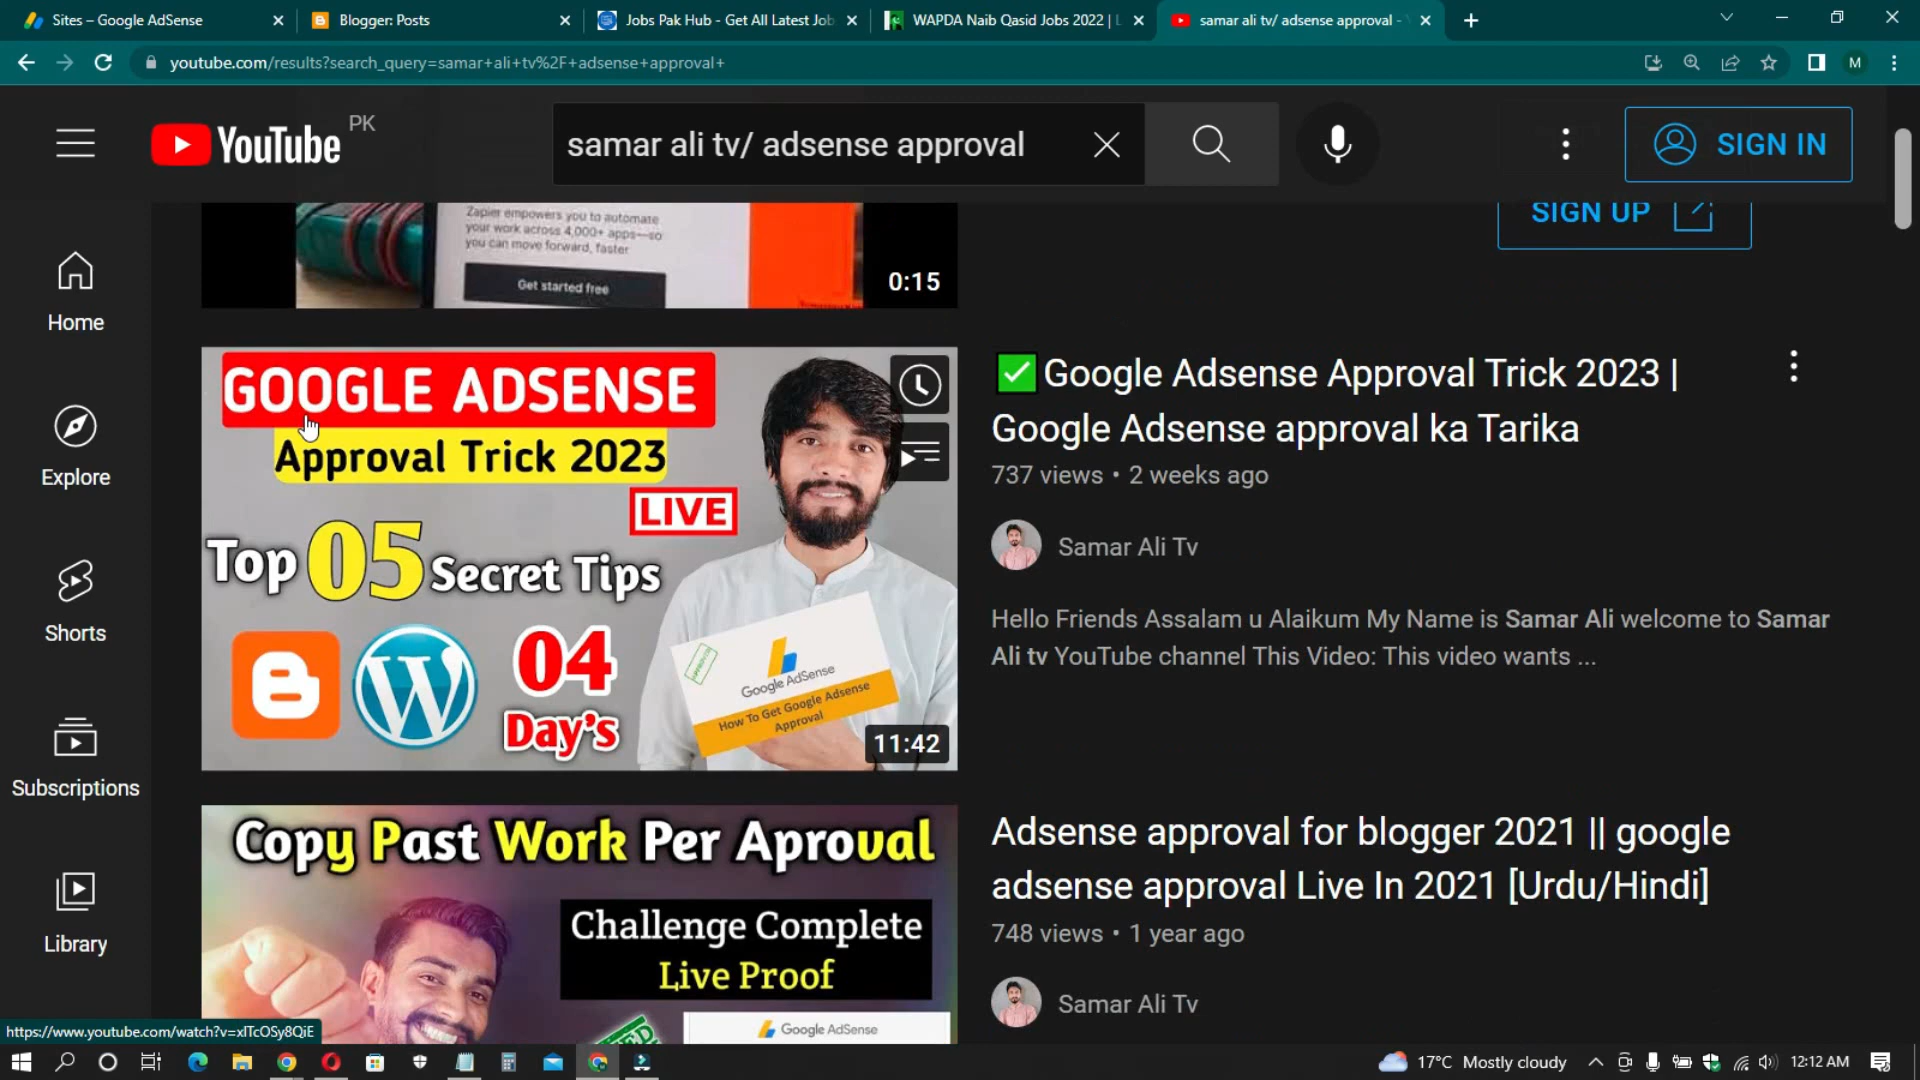 Sites – Google AdSense
Blogger: Posts
Jobs Pak Hub - Get All Latest Job
WAPDA Naib Qasid Jobs 2022 | L
samar ali tv/ adsense approval - Y
youtube.com/results?search_query=samar+ali+tv%2F+adsense+approval+
M
YouTube
PK
samar ali tv/ adsense approval
SIGN IN
Zapier empowers you to automate
your work across 4,000+ apps—so
you can move forward, faster
Get started free
0:15
SIGN UP
Home
Explore
Shorts
Subscriptions
Library
GOOGLE ADSENSE
Approval Trick 2023
LIVE
Top 05 Secret Tips
04
Day's
Google AdSense
How To Get Google Adsense
Approval
11:42
✅Google Adsense Approval Trick 2023 |
Google Adsense approval ka Tarika
737 views • 2 weeks ago
Samar Ali Tv
Hello Friends Assalam u Alaikum My Name is Samar Ali welcome to Samar
Ali tv YouTube channel This Video: This video wants ...
Copy Past Work Per Aproval
Challenge Complete
Live Proof
Google AdSense
Adsense approval for blogger 2021 || google
adsense approval Live In 2021 [Urdu/Hindi]
748 views • 1 year ago
Samar Ali Tv
https://www.youtube.com/watch?v=xlTcOSy8QiE
17°C Mostly cloudy
12:12 AM